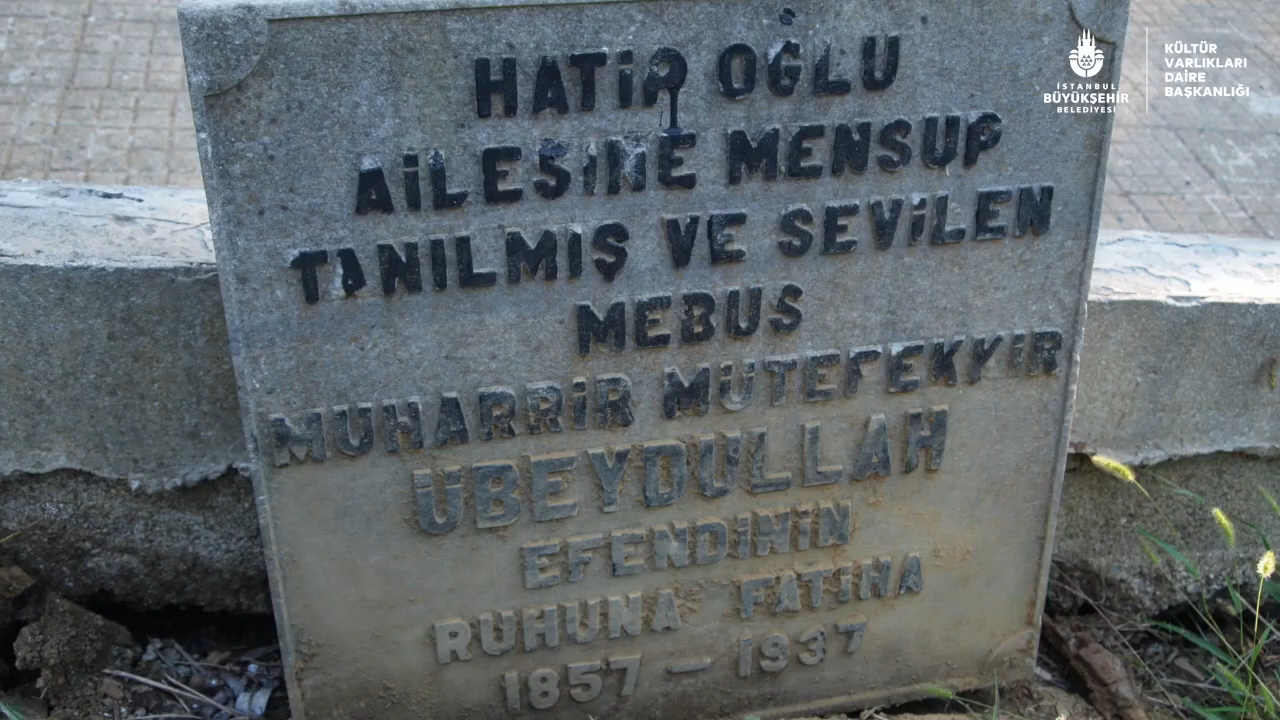 HATİP OĞLU
AİLESİNE MENSUP
TANILMIŞ VE SEVİLEN
MEBUS
MUHARRİR MÜTEFEKKİR
ÜBEYDULLAH
EFENDİNİN
RUHUNA FATİHA
1857 – 1937
İSTANBUL
BÜYÜKŞEHİR
BELEDİYESİ
KÜLTÜR
VARLIKLARI
DAİRE
BAŞKANLIĞI